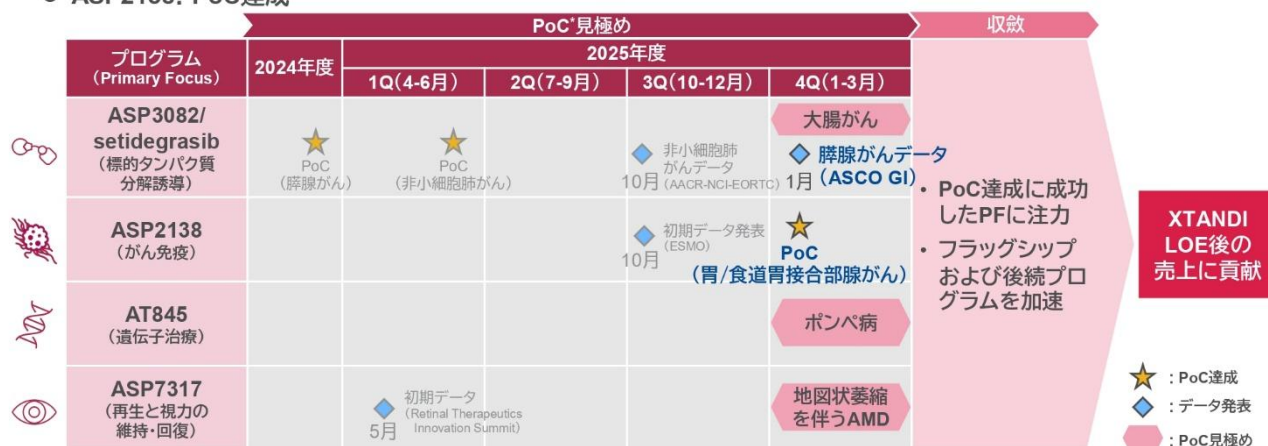 ASP2138: PoC達成
PoC*見極め
収斂
プログラム
（Primary Focus）
2024年度
2025年度
1Q（4-6月）
2Q（7-9月）
3Q（10-12月）
4Q（1-3月）
ASP3082/
setidegrasib
（標的タンパク質
分解誘導）
PoC
（膵腺がん）
PoC
（非小細胞肺がん）
非小細胞肺
がんデータ
10月（AACR-NCI-EORTC）
大腸がん
膵腺がんデータ
1月（ASCO GI）
ASP2138
（がん免疫）
初期データ発表
（ESMO）
10月
PoC
（胃/食道胃接合部腺がん）
AT845
（遺伝子治療）
ポンペ病
ASP7317
（再生と視力の
維持・回復）
初期データ
（Retinal Therapeutics
Innovation Summit）
5月
地図状萎縮
を伴うAMD
• PoC達成に成功
したPFに注力
• フラッグシップ
および後続プロ
グラムを加速
XTANDI
LOE後の
売上に貢献
：PoC達成
：データ発表
：PoC見極め